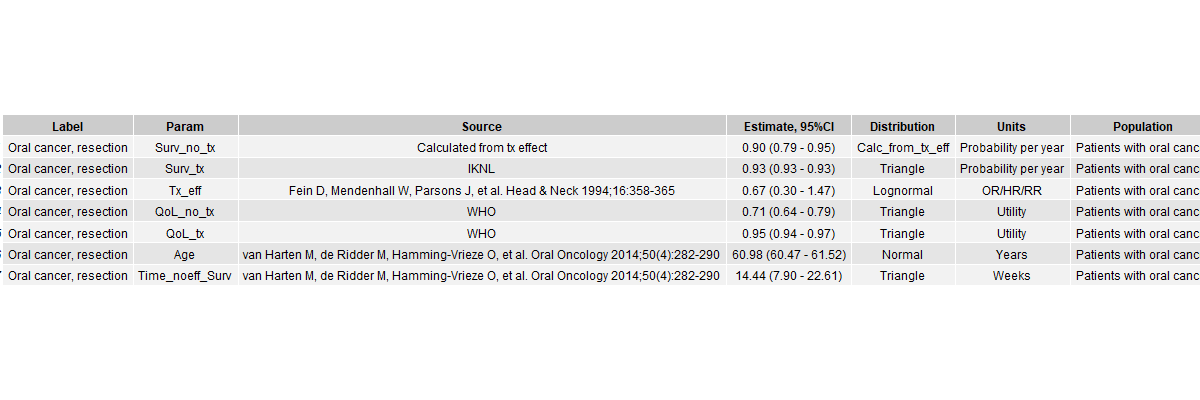 Label Param Source Estimate, 95%CI Distribution Units Population
Oral cancer, resection Surv_no_tx Calculated from tx effect 0.90 (0.79 - 0.95) Calc_from_tx_eff Probability per year Patients with oral canc
Oral cancer, resection Surv_tx IKNL 0.93 (0.93 - 0.93) Triangle Probability per year Patients with oral canc
Oral cancer, resection Tx_eff Fein D, Mendenhall W, Parsons J, et al. Head & Neck 1994;16:358-365 0.67 (0.30 - 1.47) Lognormal OR/HR/RR Patients with oral canc
Oral cancer, resection QoL_no_tx WHO 0.71 (0.64 - 0.79) Triangle Utility Patients with oral canc
Oral cancer, resection QoL_tx WHO 0.95 (0.94 - 0.97) Triangle Utility Patients with oral canc
Oral cancer, resection Age van Harten M, de Ridder M, Hamming-Vrieze O, et al. Oral Oncology 2014;50(4):282-290 60.98 (60.47 - 61.52) Normal Years Patients with oral canc
Oral cancer, resection Time_noeff_Surv van Harten M, de Ridder M, Hamming-Vrieze O, et al. Oral Oncology 2014;50(4):282-290 14.44 (7.90 - 22.61) Triangle Weeks Patients with oral canc